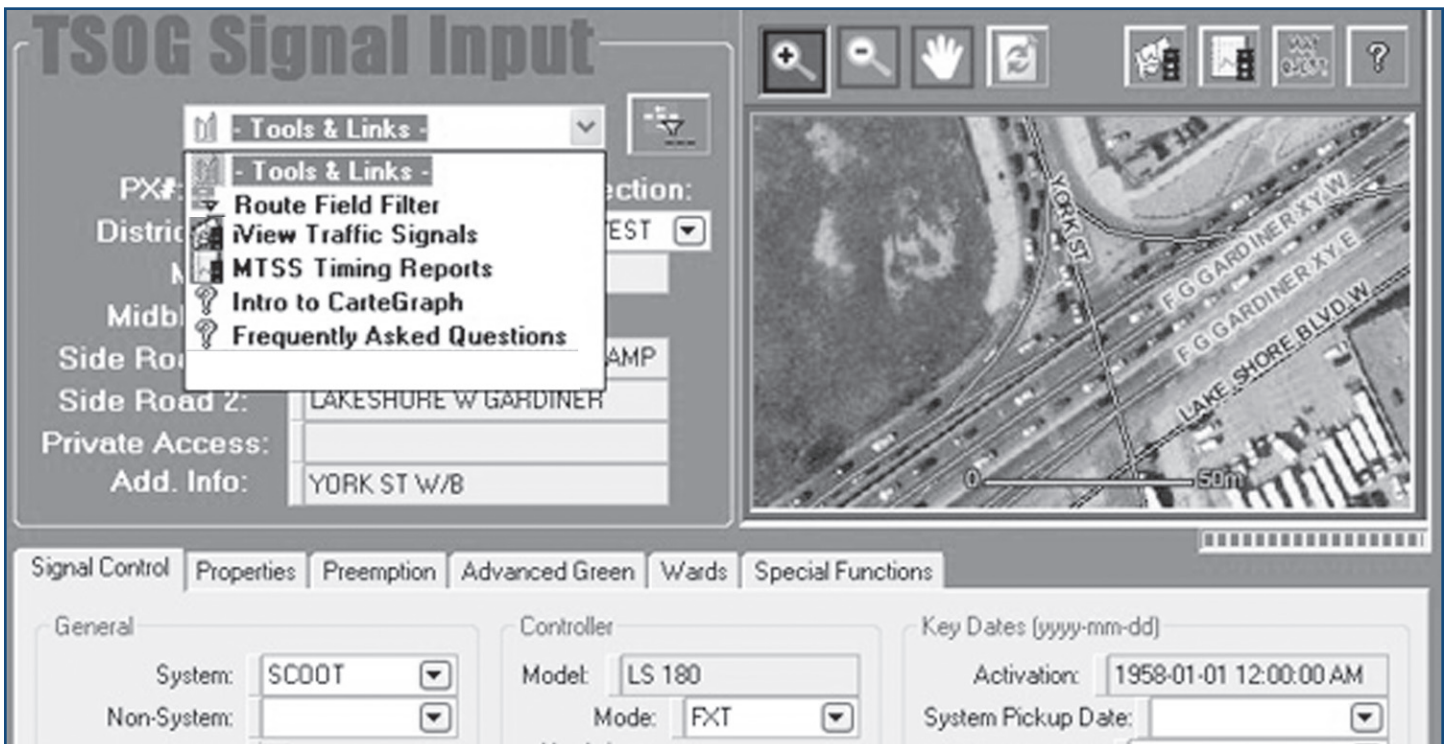 TSOG Signal Input
- Tools & Links -
- Tools & Links -
Route Field Filter
iView Traffic Signals
MTSS Timing Reports
Intro to CarteGraph
Frequently Asked Questions
PX#:
ection:
Distric
EST
M
Midbl
Side Roa
AMP
Side Road 2:
LAKESHORE W GARDINER
Private Access:
Add. Info:
YORK ST W/B
?
YORK ST
F G GARDINER XY W
F G GARDINER XY E
LAKE SHORE BLVD W
0
50m
Signal Control
Properties
Preemption
Advanced Green
Wards
Special Functions
General
System:
SCOOT
Non-System:
Controller
Model:
LS 180
Mode:
FXT
Key Dates (yyyy-mm-dd)
Activation:
1958-01-01 12:00:00 AM
System Pickup Date: